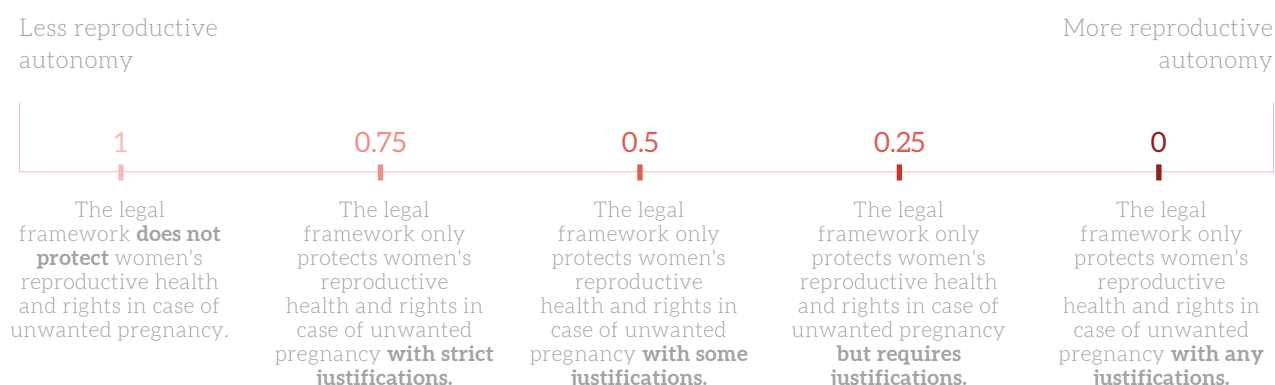 Less reproductive
autonomy
More reproductive
autonomy
1
0.75
0.5
0.25
0
The legal
framework does not
protect women's
reproductive health
and rights in case of
unwanted pregnancy.
The legal
framework only
protects women's
reproductive
health and rights in
case of unwanted
pregnancy with strict
justifications.
The legal
framework only
protects women's
reproductive
health and rights in
case of unwanted
pregnancy with some
justifications.
The legal
framework only
protects women's
reproductive health
and rights in case of
unwanted pregnancy
but requires
justifications.
The legal
framework only
protects women's
reproductive
health and rights in
case of unwanted
pregnancy with any
justifications.